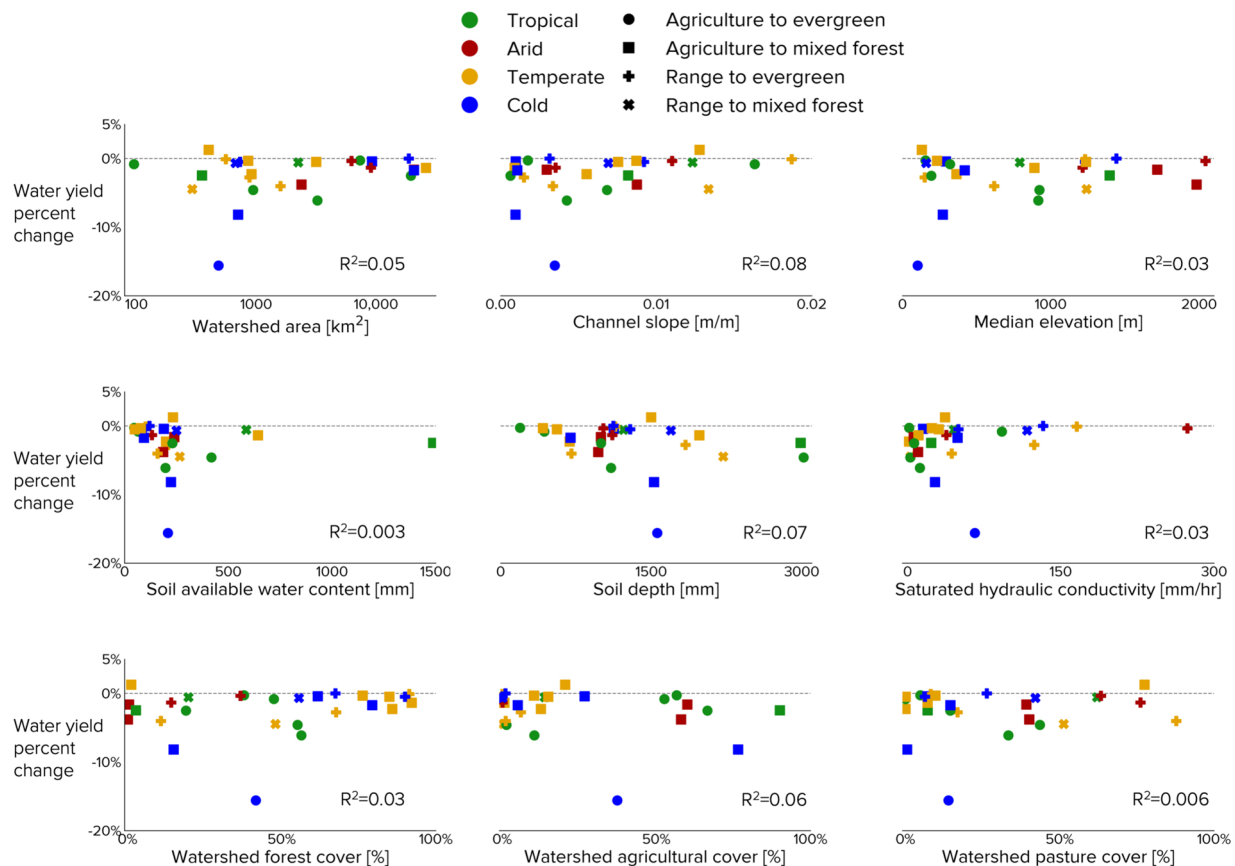 Tropical
Agriculture to evergreen
Arid
Agriculture to mixed forest
Temperate
Range to evergreen
Cold
Range to mixed forest
5%
0%
-10%
-20%
Water yield
percent
change
R²=0.05
100
1000
10,000
Watershed area [km²]
R²=0.08
0.00
0.01
0.02
Channel slope [m/m]
R²=0.03
0
1000
2000
Median elevation [m]
5%
0%
-10%
-20%
Water yield
percent
change
R²=0.003
0
500
1000
1500
Soil available water content [mm]
R²=0.07
0
1500
3000
Soil depth [mm]
R²=0.03
0
150
300
Saturated hydraulic conductivity [mm/hr]
5%
0%
-10%
-20%
Water yield
percent
change
R²=0.03
0%
50%
100%
Watershed forest cover [%]
R²=0.06
0%
50%
100%
Watershed agricultural cover [%]
R²=0.006
0%
50%
100%
Watershed pasture cover [%]